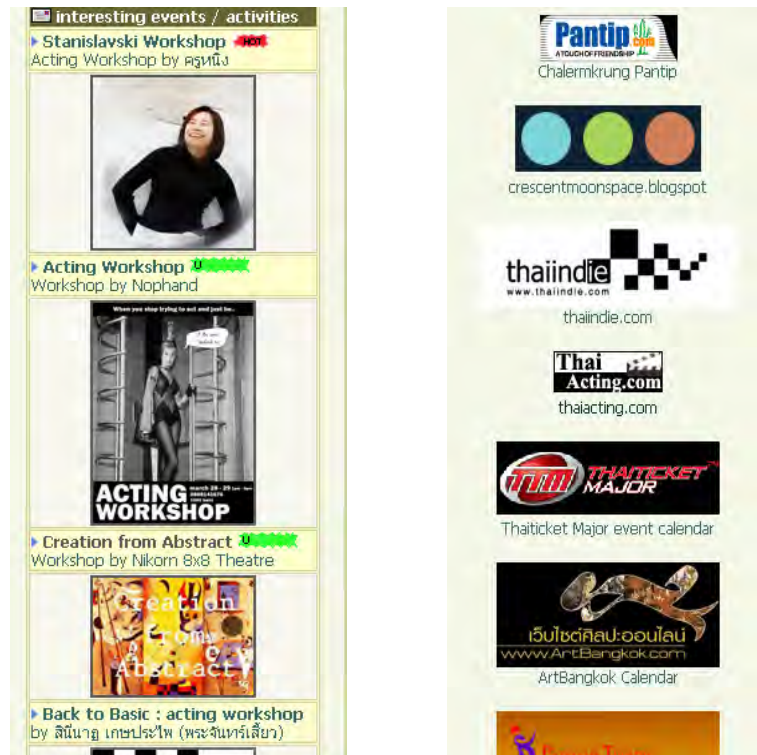 interesting events / activities
Stanislavski Workshop HOT
Acting Workshop by ครูหนิง
Acting Workshop
Workshop by Nophand
When you stop trying to act and just be..
ACTING
WORKSHOP
march 28 - 29
Creation from Abstract
Workshop by Nikorn 8x8 Theatre
Creation
from
Abstract
Back to Basic : acting workshop
by สินีนาฏ เกษประไพ (พระจันทร์เสี้ยว)
Pantip.com
A TOUCH OF FRIENDSHIP
Chalermkrung Pantip
crescentmoonspace.blogspot
thaiindie
www.thaiindie.com
thaiindie.com
Thai
Acting.com
thaiacting.com
TTM THAITICKET
MAJOR
Thaiticket Major event calendar
เว็บไซต์ศิลปะออนไลน์
www.ArtBangkok.com
ArtBangkok Calendar